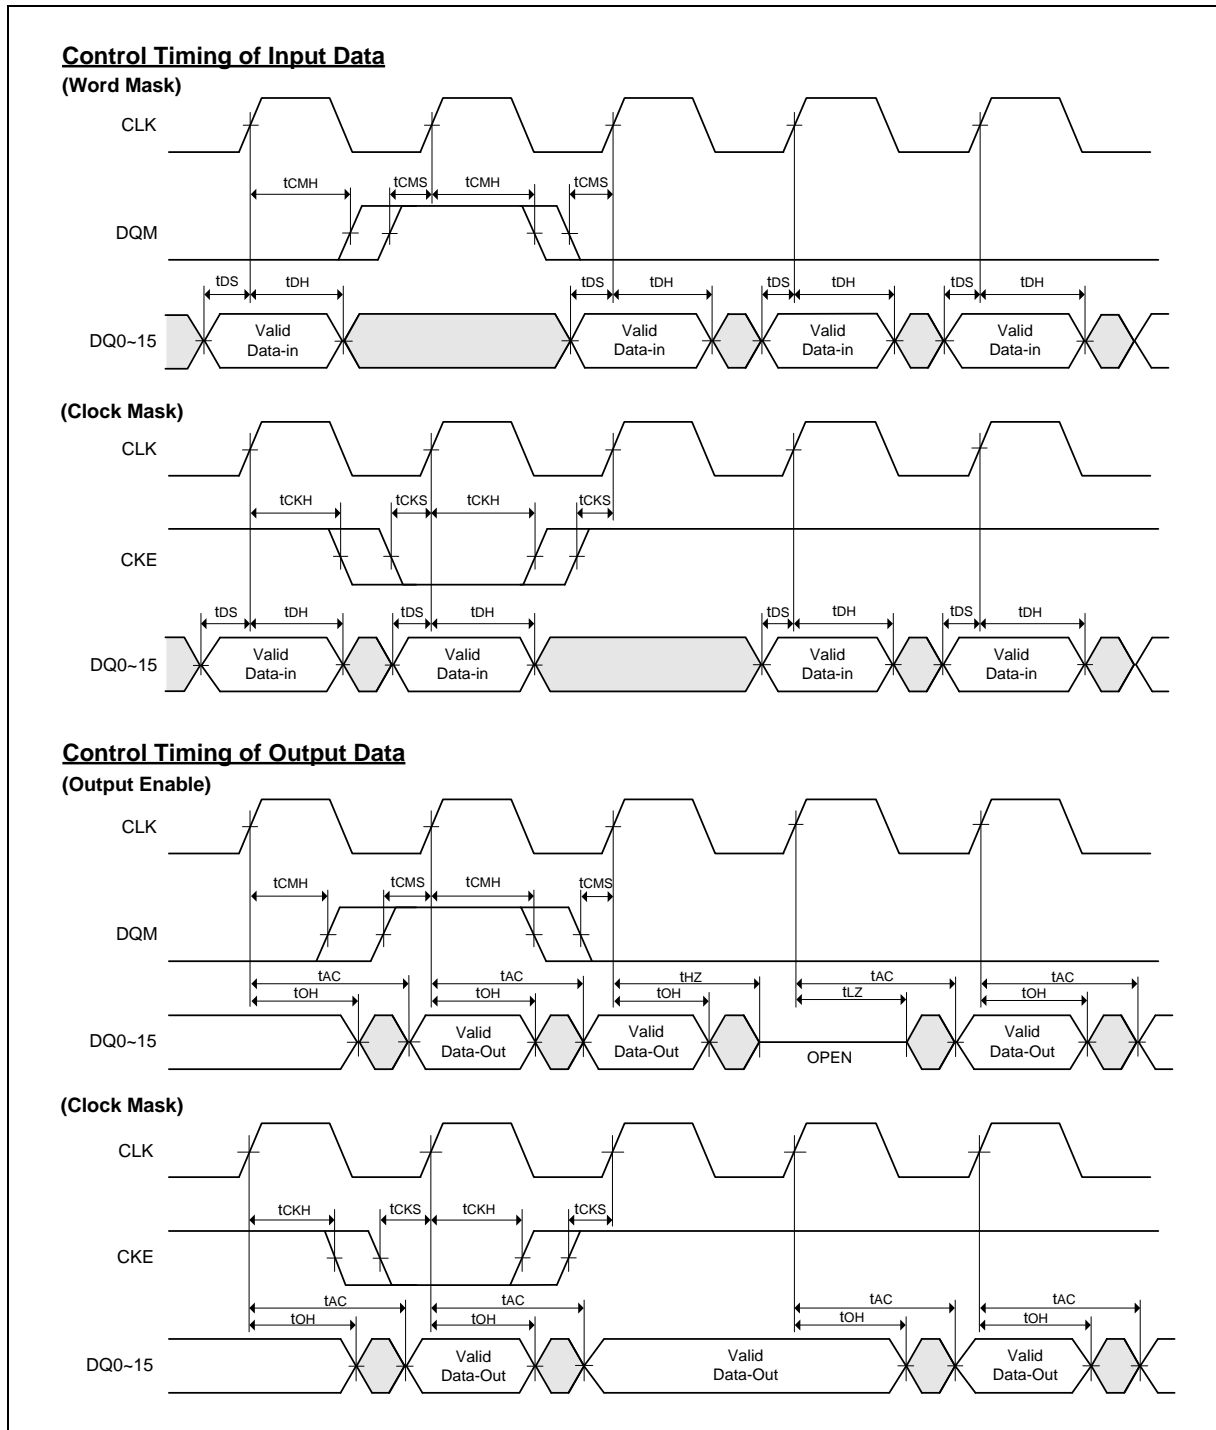 Control Timing of Input Data
(Word Mask)
CLK
tCMH tCMS tCMH tCMS
DQM
tDS tDH tDS tDH tDS tDH tDS tDH
DQ0~15
Valid Data-in
Valid Data-in
Valid Data-in
Valid Data-in
(Clock Mask)
CLK
tCKH tCKS tCKH tCKS
CKE
tDS tDH tDS tDH tDS tDH tDS tDH
DQ0~15
Valid Data-in
Valid Data-in
Valid Data-in
Valid Data-in
Control Timing of Output Data
(Output Enable)
CLK
tCMH tCMS tCMH tCMS
DQM
tAC tAC tHZ tAC tAC
tOH tOH tOH tLZ tOH
DQ0~15
Valid Data-Out
Valid Data-Out
OPEN
Valid Data-Out
(Clock Mask)
CLK
tCKH tCKS tCKH tCKS
CKE
tAC tAC tAC tAC
tOH tOH tOH tOH
DQ0~15
Valid Data-Out
Valid Data-Out
Valid Data-Out